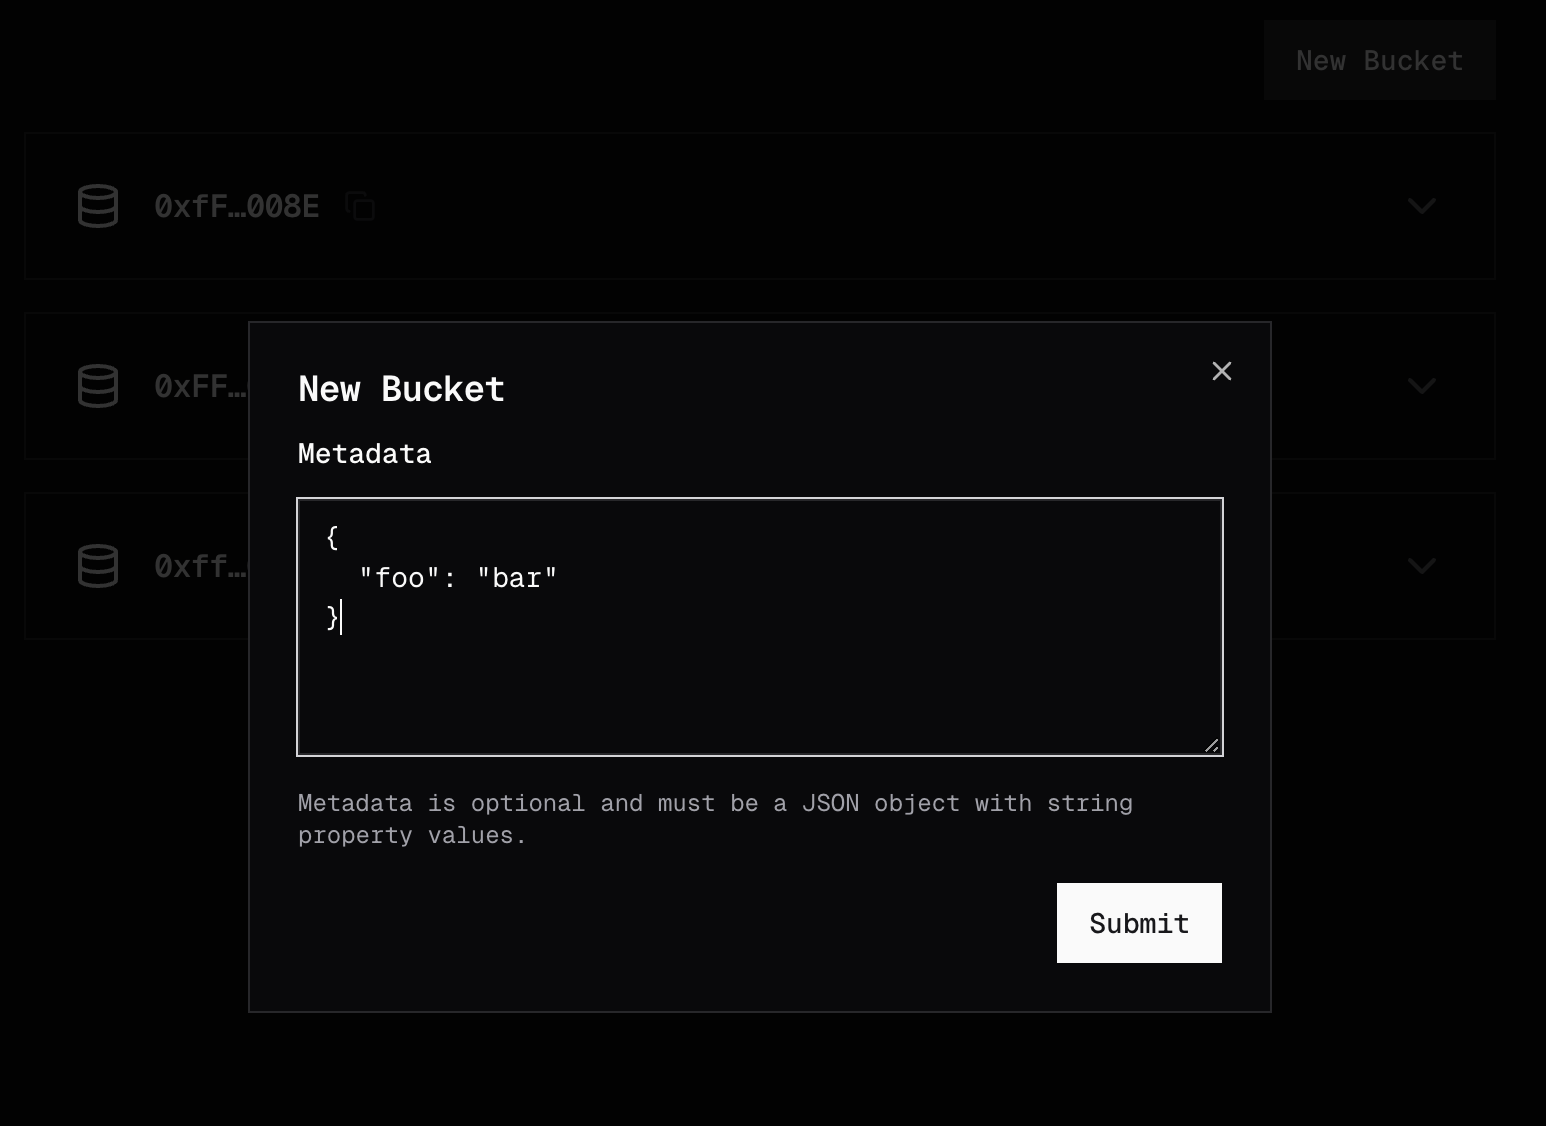 New Bucket
0xfF…008E
0xFF…
0xff…
New Bucket
Metadata
{
"foo": "bar"
}
Metadata is optional and must be a JSON object with string
property values.
Submit